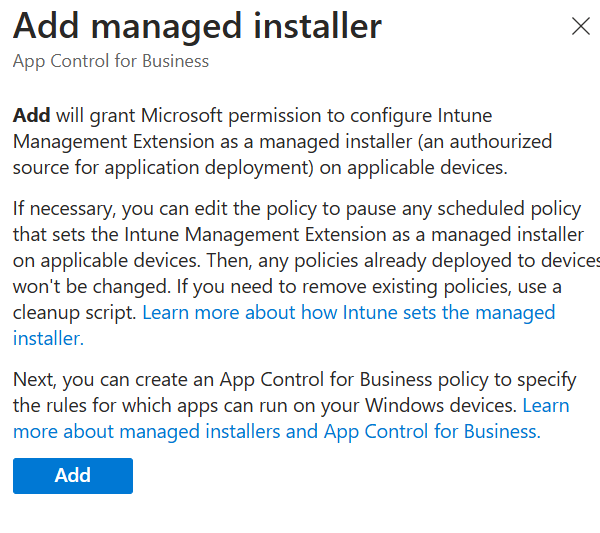 Add managed installer
App Control for Business
Add will grant Microsoft permission to configure Intune
Management Extension as a managed installer (an authourized
source for application deployment) on applicable devices.
If necessary, you can edit the policy to pause any scheduled policy
that sets the Intune Management Extension as a managed installer
on applicable devices. Then, any policies already deployed to devices
won't be changed. If you need to remove existing policies, use a
cleanup script. Learn more about how Intune sets the managed
installer.
Next, you can create an App Control for Business policy to specify
the rules for which apps can run on your Windows devices. Learn
more about managed installers and App Control for Business.
Add